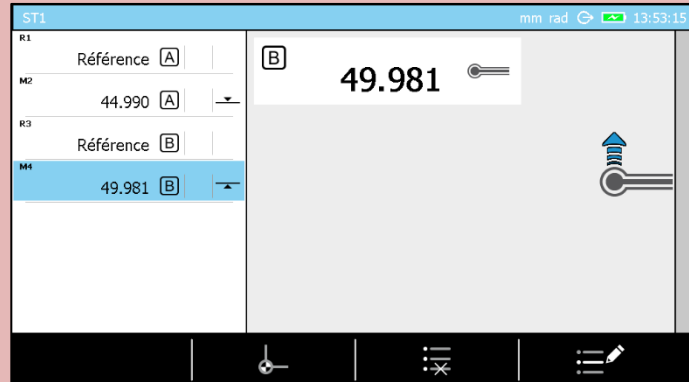 ST1
mm rad 13:53:15
R1
Référence A
M2
44.990 A
R3
Référence B
M4
49.981 B
B
49.981